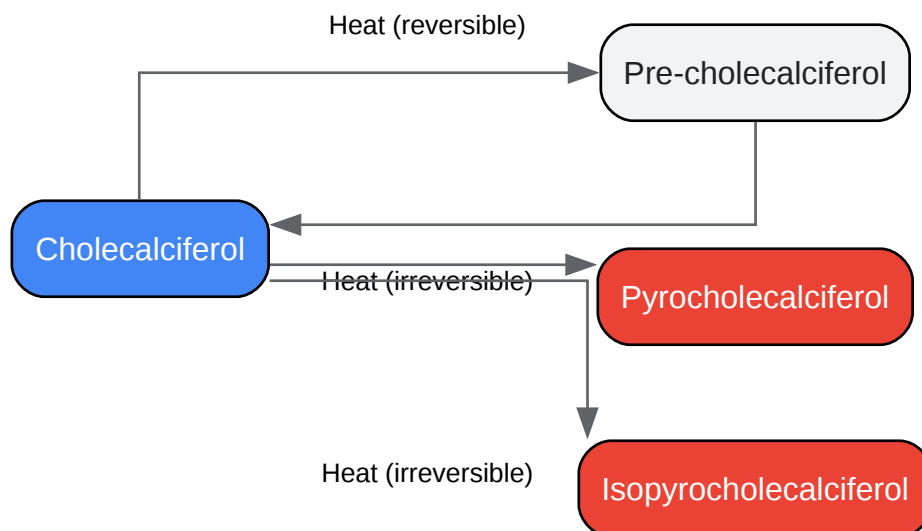 Heat (reversible)
Pre-cholecalciferol
Cholecalciferol
Heat (irreversible)
Pyrocholecalciferol
Heat (irreversible)
Isopyrocholecalciferol